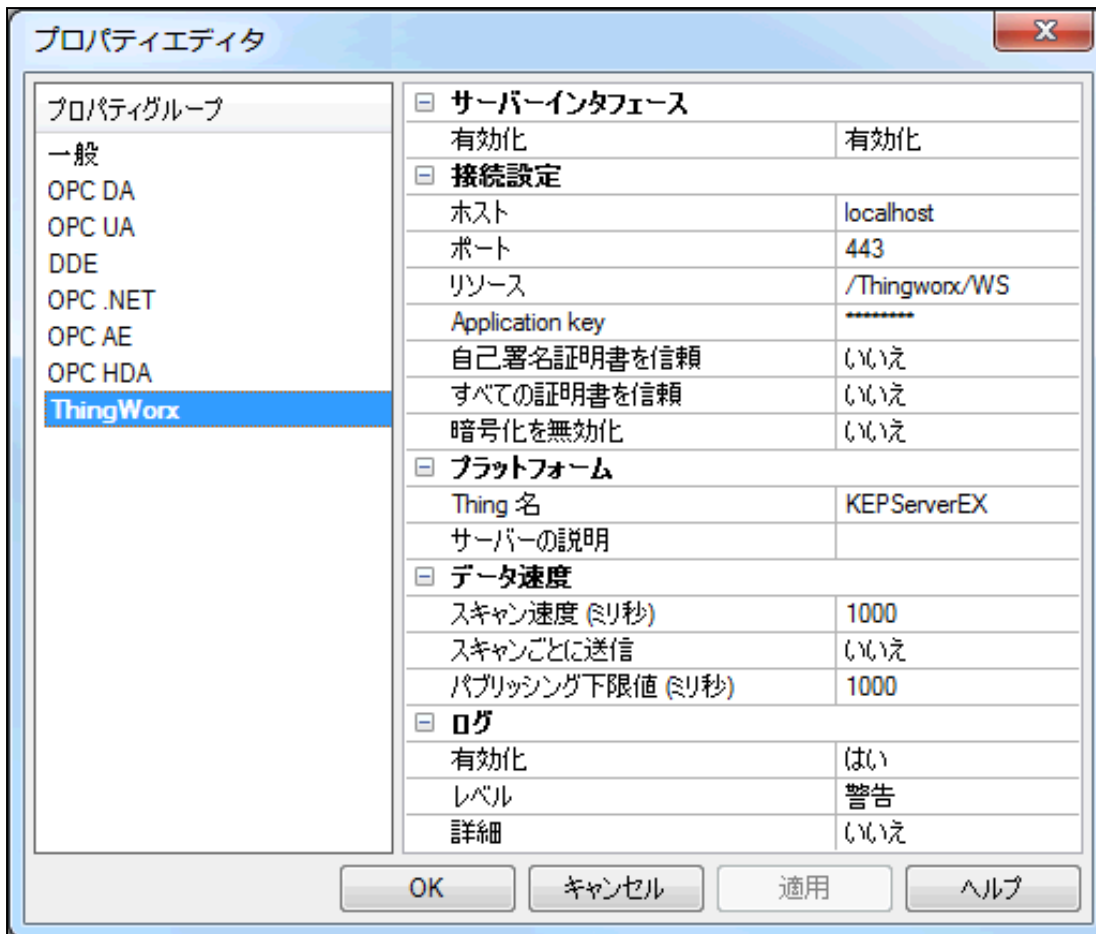 プロパティエディタ
プロパティグループ
一般
OPC DA
OPC UA
DDE
OPC .NET
OPC AE
OPC HDA
ThingWorx
サーバーインタフェース
有効化 有効化
接続設定
ホスト localhost
ポート 443
リソース /Thingworx/WS
Application key ********
自己署名証明書を信頼 いいえ
すべての証明書を信頼 いいえ
暗号化を無効化 いいえ
プラットフォーム
Thing 名 KEPServerEX
サーバーの説明
データ速度
スキャン速度 (ミリ秒) 1000
スキャンごとに送信 いいえ
パブリッシング下限値 (ミリ秒) 1000
ログ
有効化 はい
レベル 警告
詳細 いいえ
OK キャンセル 適用 ヘルプ